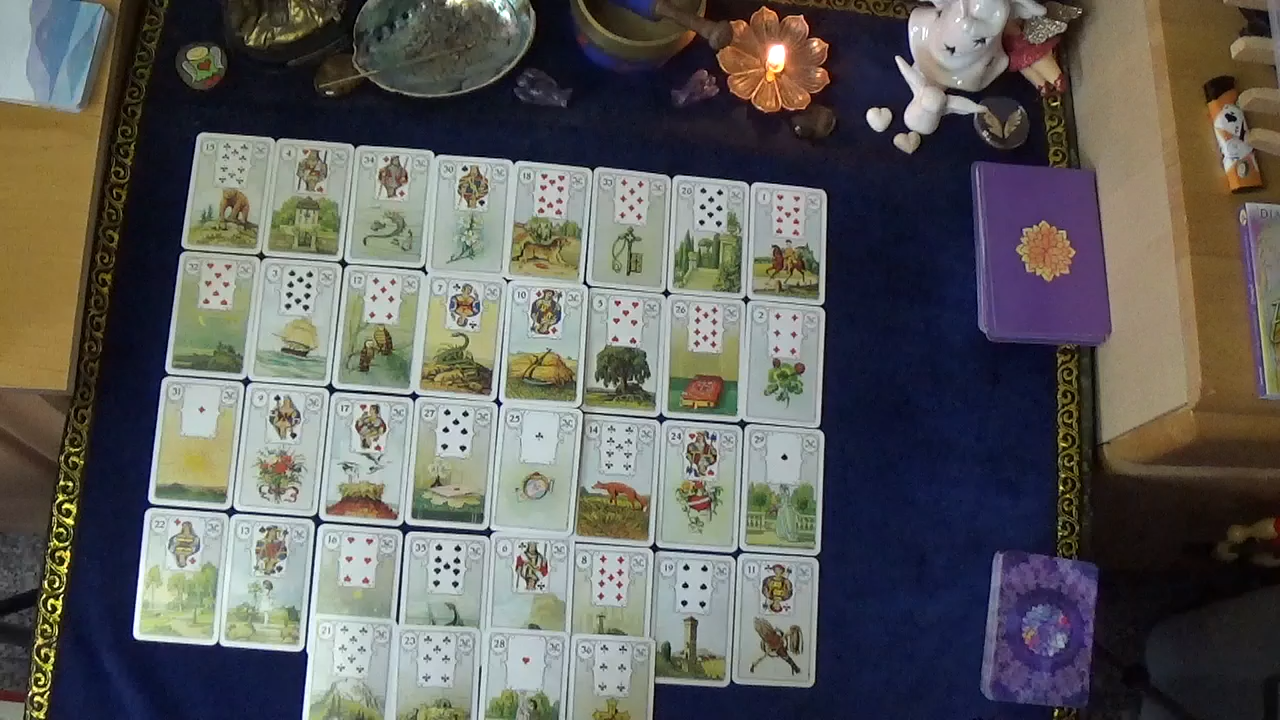 15 4 34 30 18 33 20 1
32 3 12 7 10 5 26 2
31 9 17 27 25 14 24 29
22 13 16 35 6 8 19 11
21 23 28 36
DI